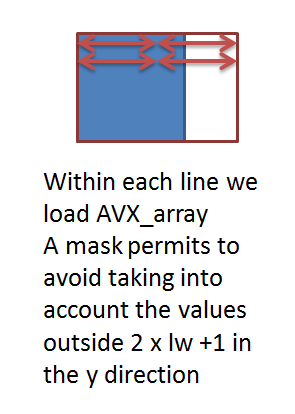 Within each line we
load AVX_array
A mask permits to
avoid taking into
account the values
outside 2 x lw +1 in
the y direction